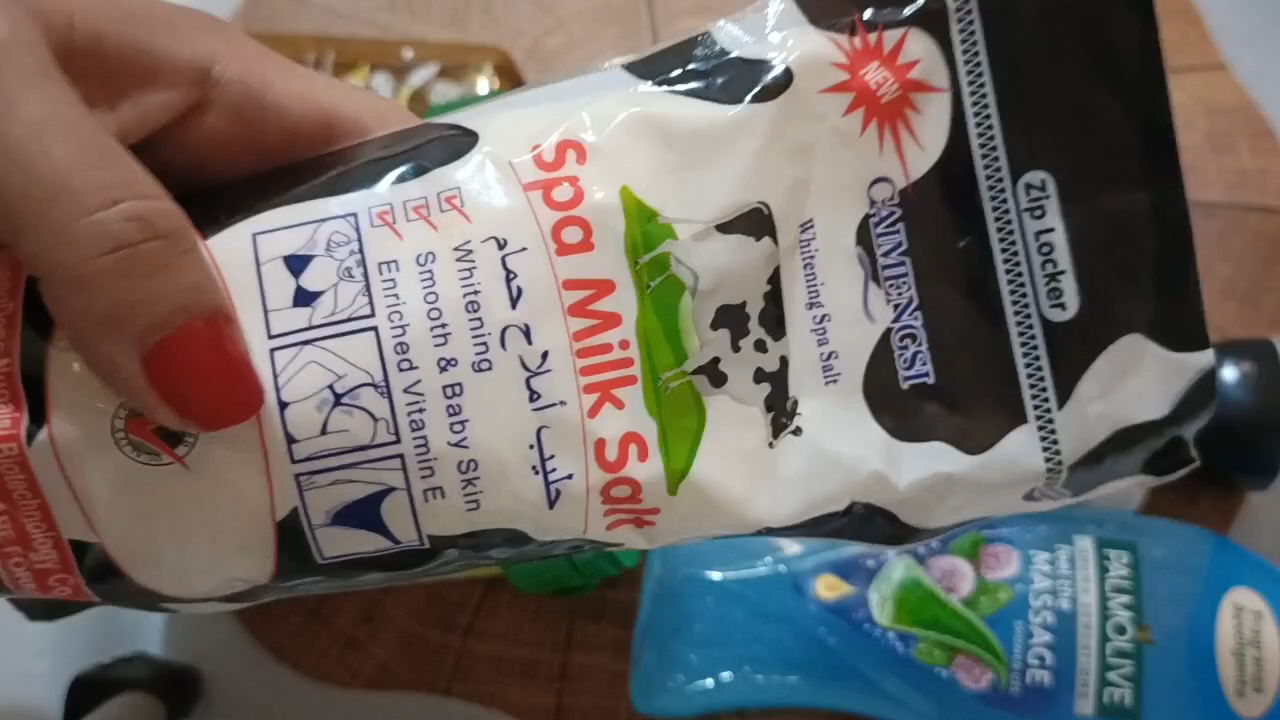 Zip Locker
NEW
CAIMENGSI
Whitening Spa Salt
Spa Milk Salt
حليب أملاح حمام
Whitening
Smooth & Baby Skin
Enriched Vitamin E
Biotechnology Co
PALMOLIVE
feel the
MASSAGE